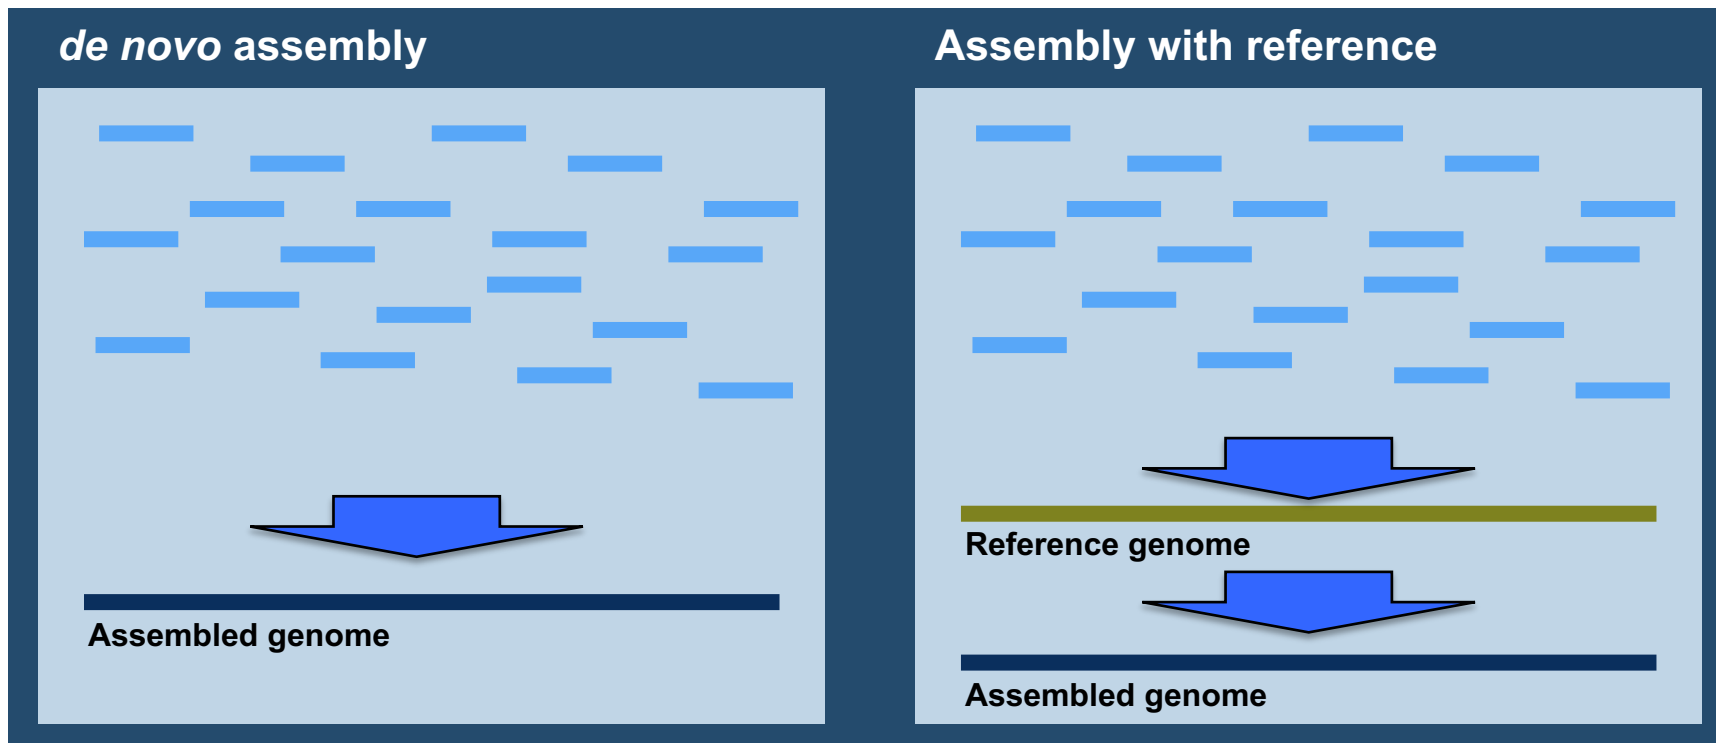 de novo assembly
Assembly with reference
Assembled genome
Reference genome
Assembled genome